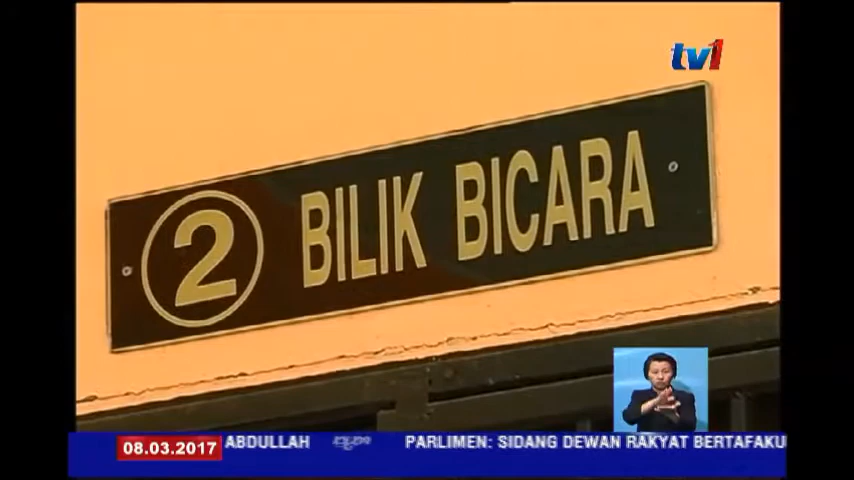 tv1
2 BILIK BICARA
08.03.2017 ABDULLAH PARLIMEN: SIDANG DEWAN RAKYAT BERTAFAKU